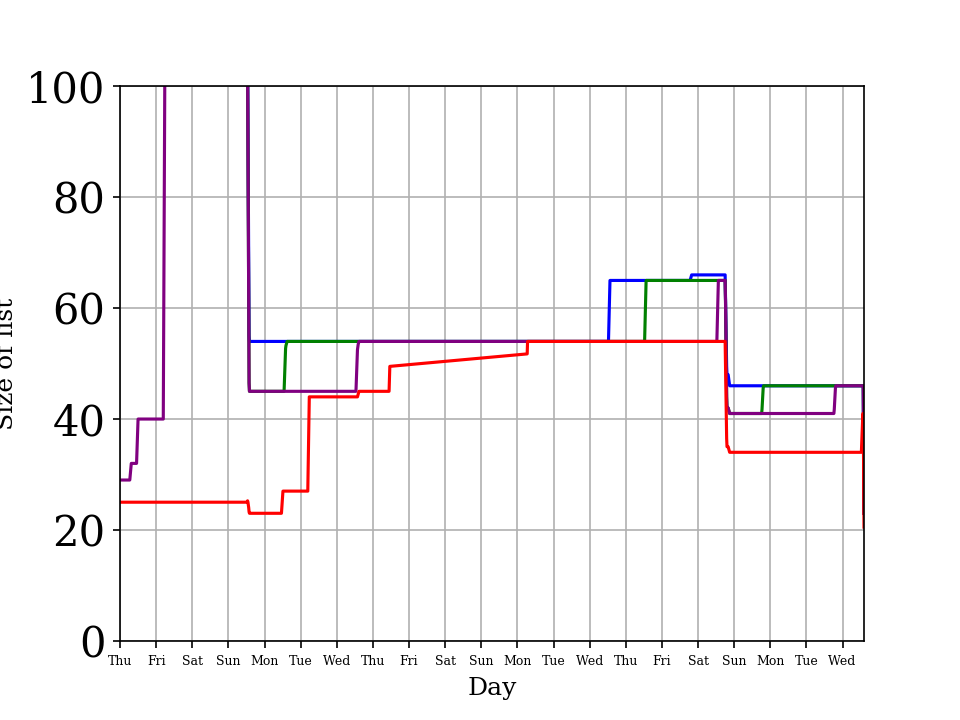 100
80
60
40
20
0
Size of list
Thu Fri Sat Sun Mon Tue Wed Thu Fri Sat Sun Mon Tue Wed Thu Fri Sat Sun Mon Tue Wed
Day